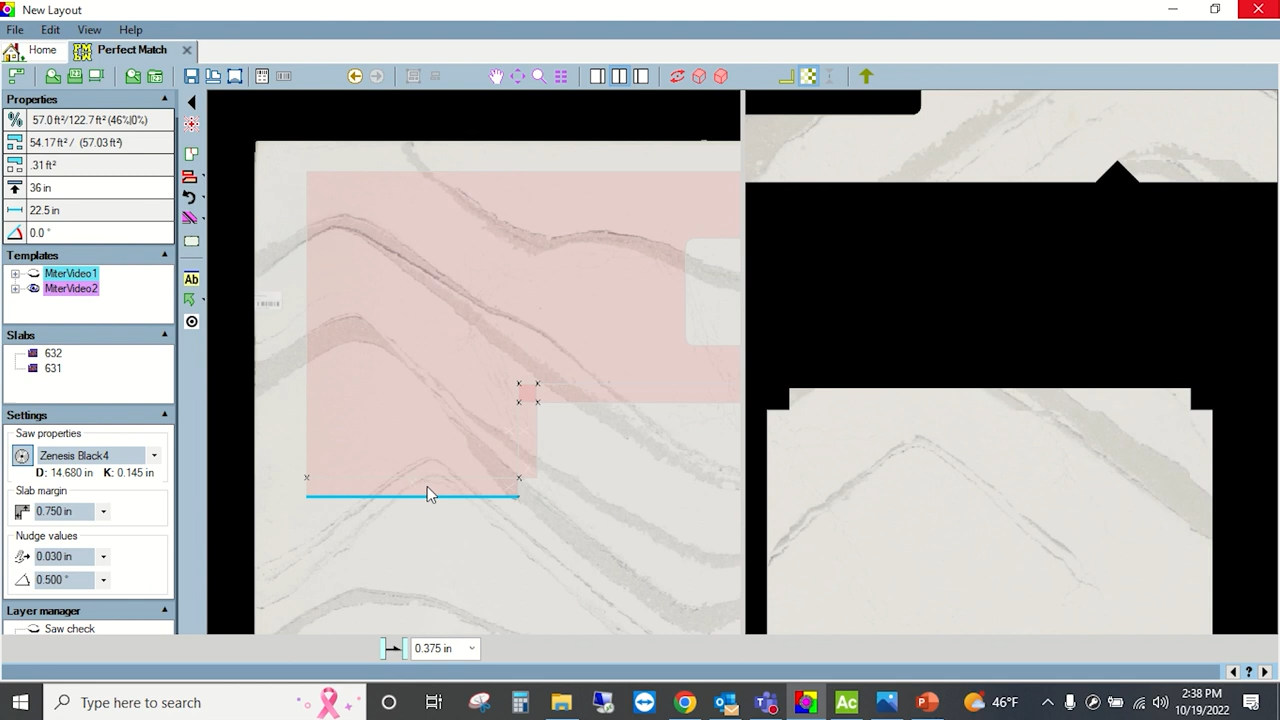 New Layout
File Edit View Help
Home Perfect Match
Properties
57.0 ft²/122.7 ft² (46%|0%)
54.17ft² / (57.03 ft²)
.31 ft²
36 in
22.5 in
0.0 °
Templates
MiterVideo1
MiterVideo2
Slabs
632
631
Settings
Saw properties
Zenesis Black4
D: 14.680 in K: 0.145 in
Slab margin
0.750 in
Nudge values
0.030 in
0.500 °
Layer manager
Saw check
Ab
0.375 in
Type here to search
Ac
46°F
2:38 PM
10/19/2022